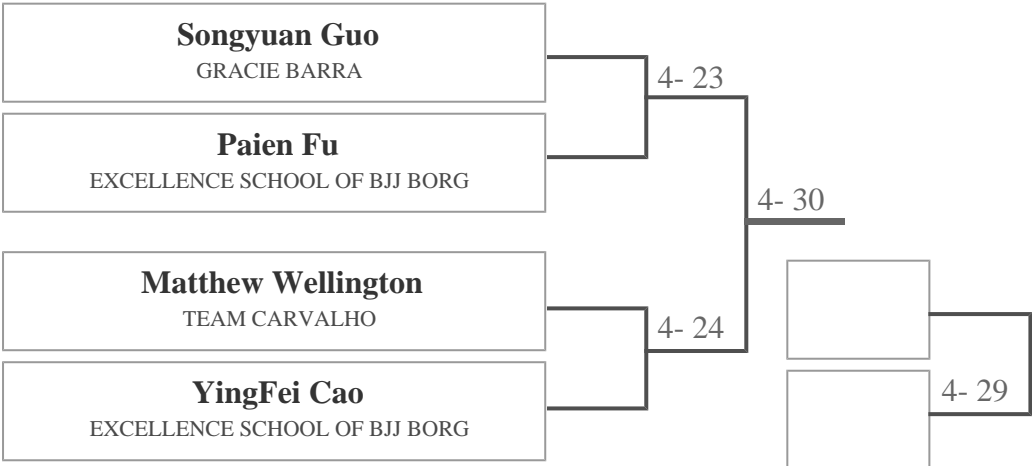 Songyuan Guo
GRACIE BARRA
4- 23
Paien Fu
EXCELLENCE SCHOOL OF BJJ BORG
4- 30
Matthew Wellington
TEAM CARVALHO
4- 24
YingFei Cao
EXCELLENCE SCHOOL OF BJJ BORG
4- 29